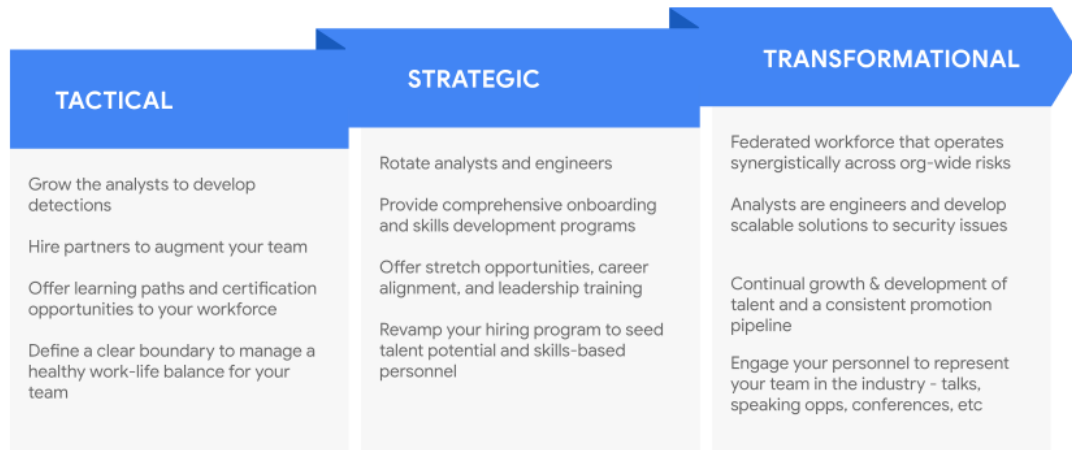 TACTICAL
Grow the analysts to develop
detections
Hire partners to augment your team
Offer learning paths and certification
opportunities to your workforce
Define a clear boundary to manage a
healthy work-life balance for your
team
STRATEGIC
Rotate analysts and engineers
Provide comprehensive onboarding
and skills development programs
Offer stretch opportunities, career
alignment, and leadership training
Revamp your hiring program to seed
talent potential and skills-based
personnel
TRANSFORMATIONAL
Federated workforce that operates
synergistically across org-wide risks
Analysts are engineers and develop
scalable solutions to security issues
Continual growth & development of
talent and a consistent promotion
pipeline
Engage your personnel to represent
your team in the industry - talks,
speaking opps, conferences, etc